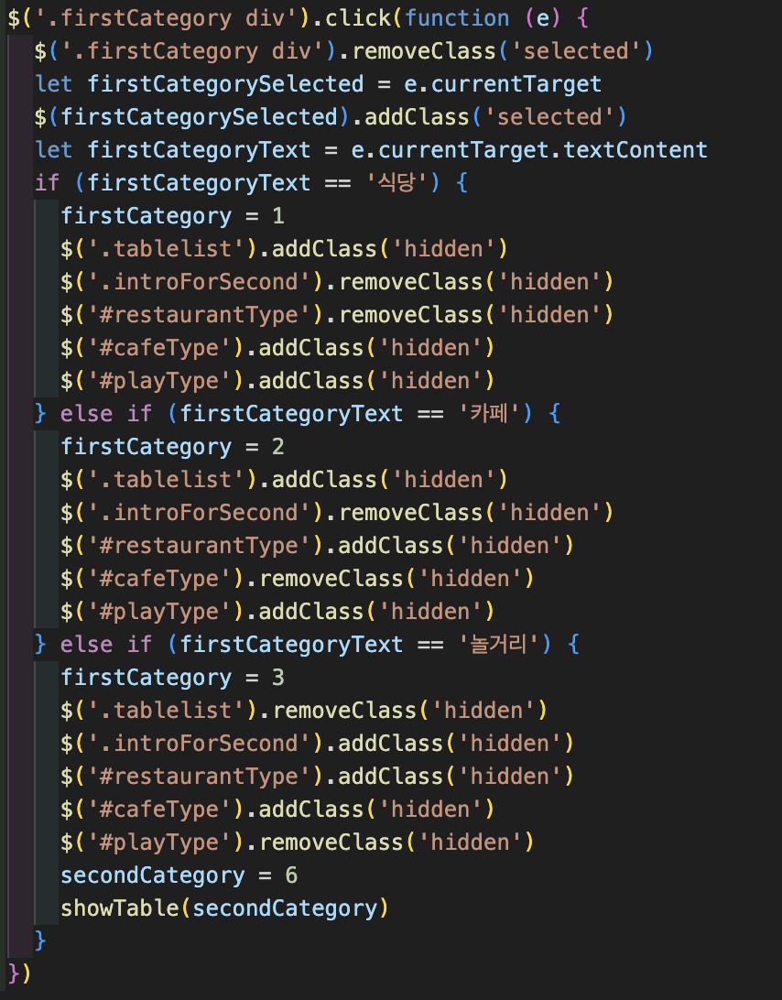 $('.firstCategory div').click(function (e) {
$('.firstCategory div').removeClass('selected')
let firstCategorySelected = e.currentTarget
$(firstCategorySelected).addClass('selected')
let firstCategoryText = e.currentTarget.textContent
if (firstCategoryText == '식당') {
firstCategory = 1
$('.tablelist').addClass('hidden')
$('.introForSecond').removeClass('hidden')
$('#restaurantType').removeClass('hidden')
$('#cafeType').addClass('hidden')
$('#playType').addClass('hidden')
} else if (firstCategoryText == '카페') {
firstCategory = 2
$('.tablelist').addClass('hidden')
$('.introForSecond').removeClass('hidden')
$('#restaurantType').addClass('hidden')
$('#cafeType').removeClass('hidden')
$('#playType').addClass('hidden')
} else if (firstCategoryText == '놀거리') {
firstCategory = 3
$('.tablelist').removeClass('hidden')
$('.introForSecond').addClass('hidden')
$('#restaurantType').addClass('hidden')
$('#cafeType').addClass('hidden')
$('#playType').removeClass('hidden')
secondCategory = 6
showTable(secondCategory)
}
})